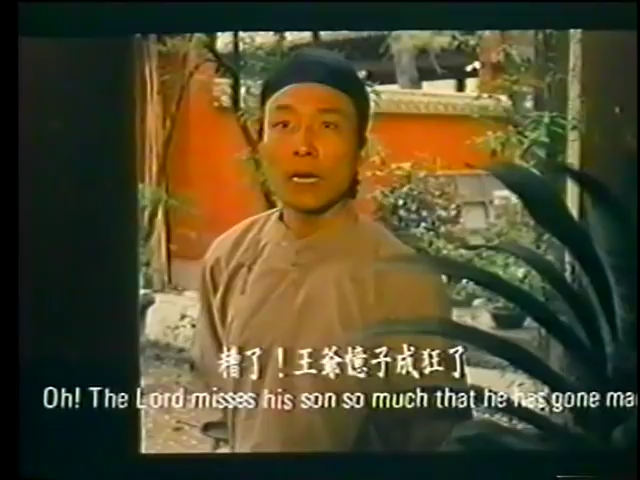 糟了！王爺憶子成狂了
Oh! The Lord misses his son so much that he has gone ma